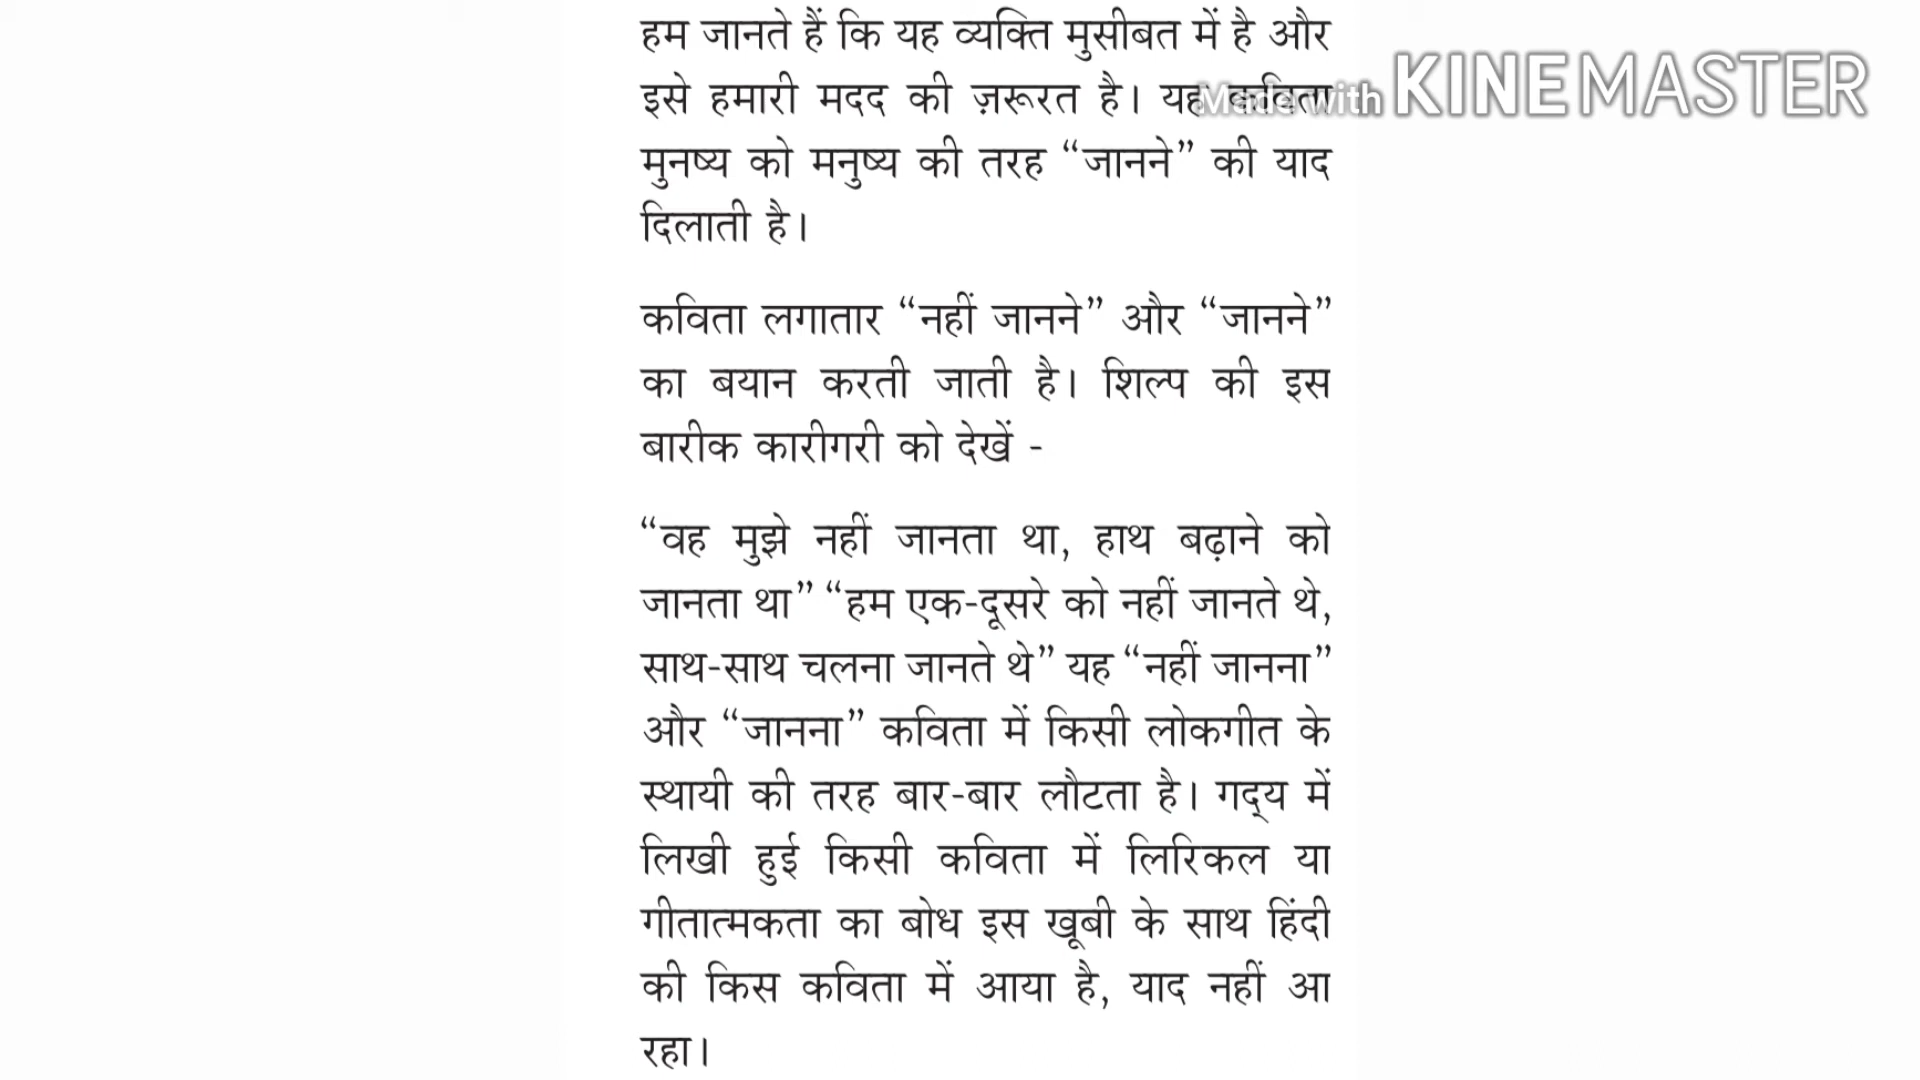 हम जानते हैं कि यह व्यक्ति मुसीबत में है और
इसे हमारी मदद की ज़रूरत है। यह कविता
Made with KINEMASTER
मुनष्य को मनुष्य की तरह “जानने” की याद
दिलाती है।
कविता लगातार “नहीं जानने” और “जानने”
का बयान करती जाती है। शिल्प की इस
बारीक कारीगरी को देखें -
“वह मुझे नहीं जानता था, हाथ बढ़ाने को
जानता था” “हम एक-दूसरे को नहीं जानते थे,
साथ-साथ चलना जानते थे” यह “नहीं जानना”
और “जानना” कविता में किसी लोकगीत के
स्थायी की तरह बार-बार लौटता है। गद्‌य में
लिखी हुई किसी कविता में लिरिकल या
गीतात्मकता का बोध इस खूबी के साथ हिंदी
की किस कविता में आया है, याद नहीं आ
रहा।